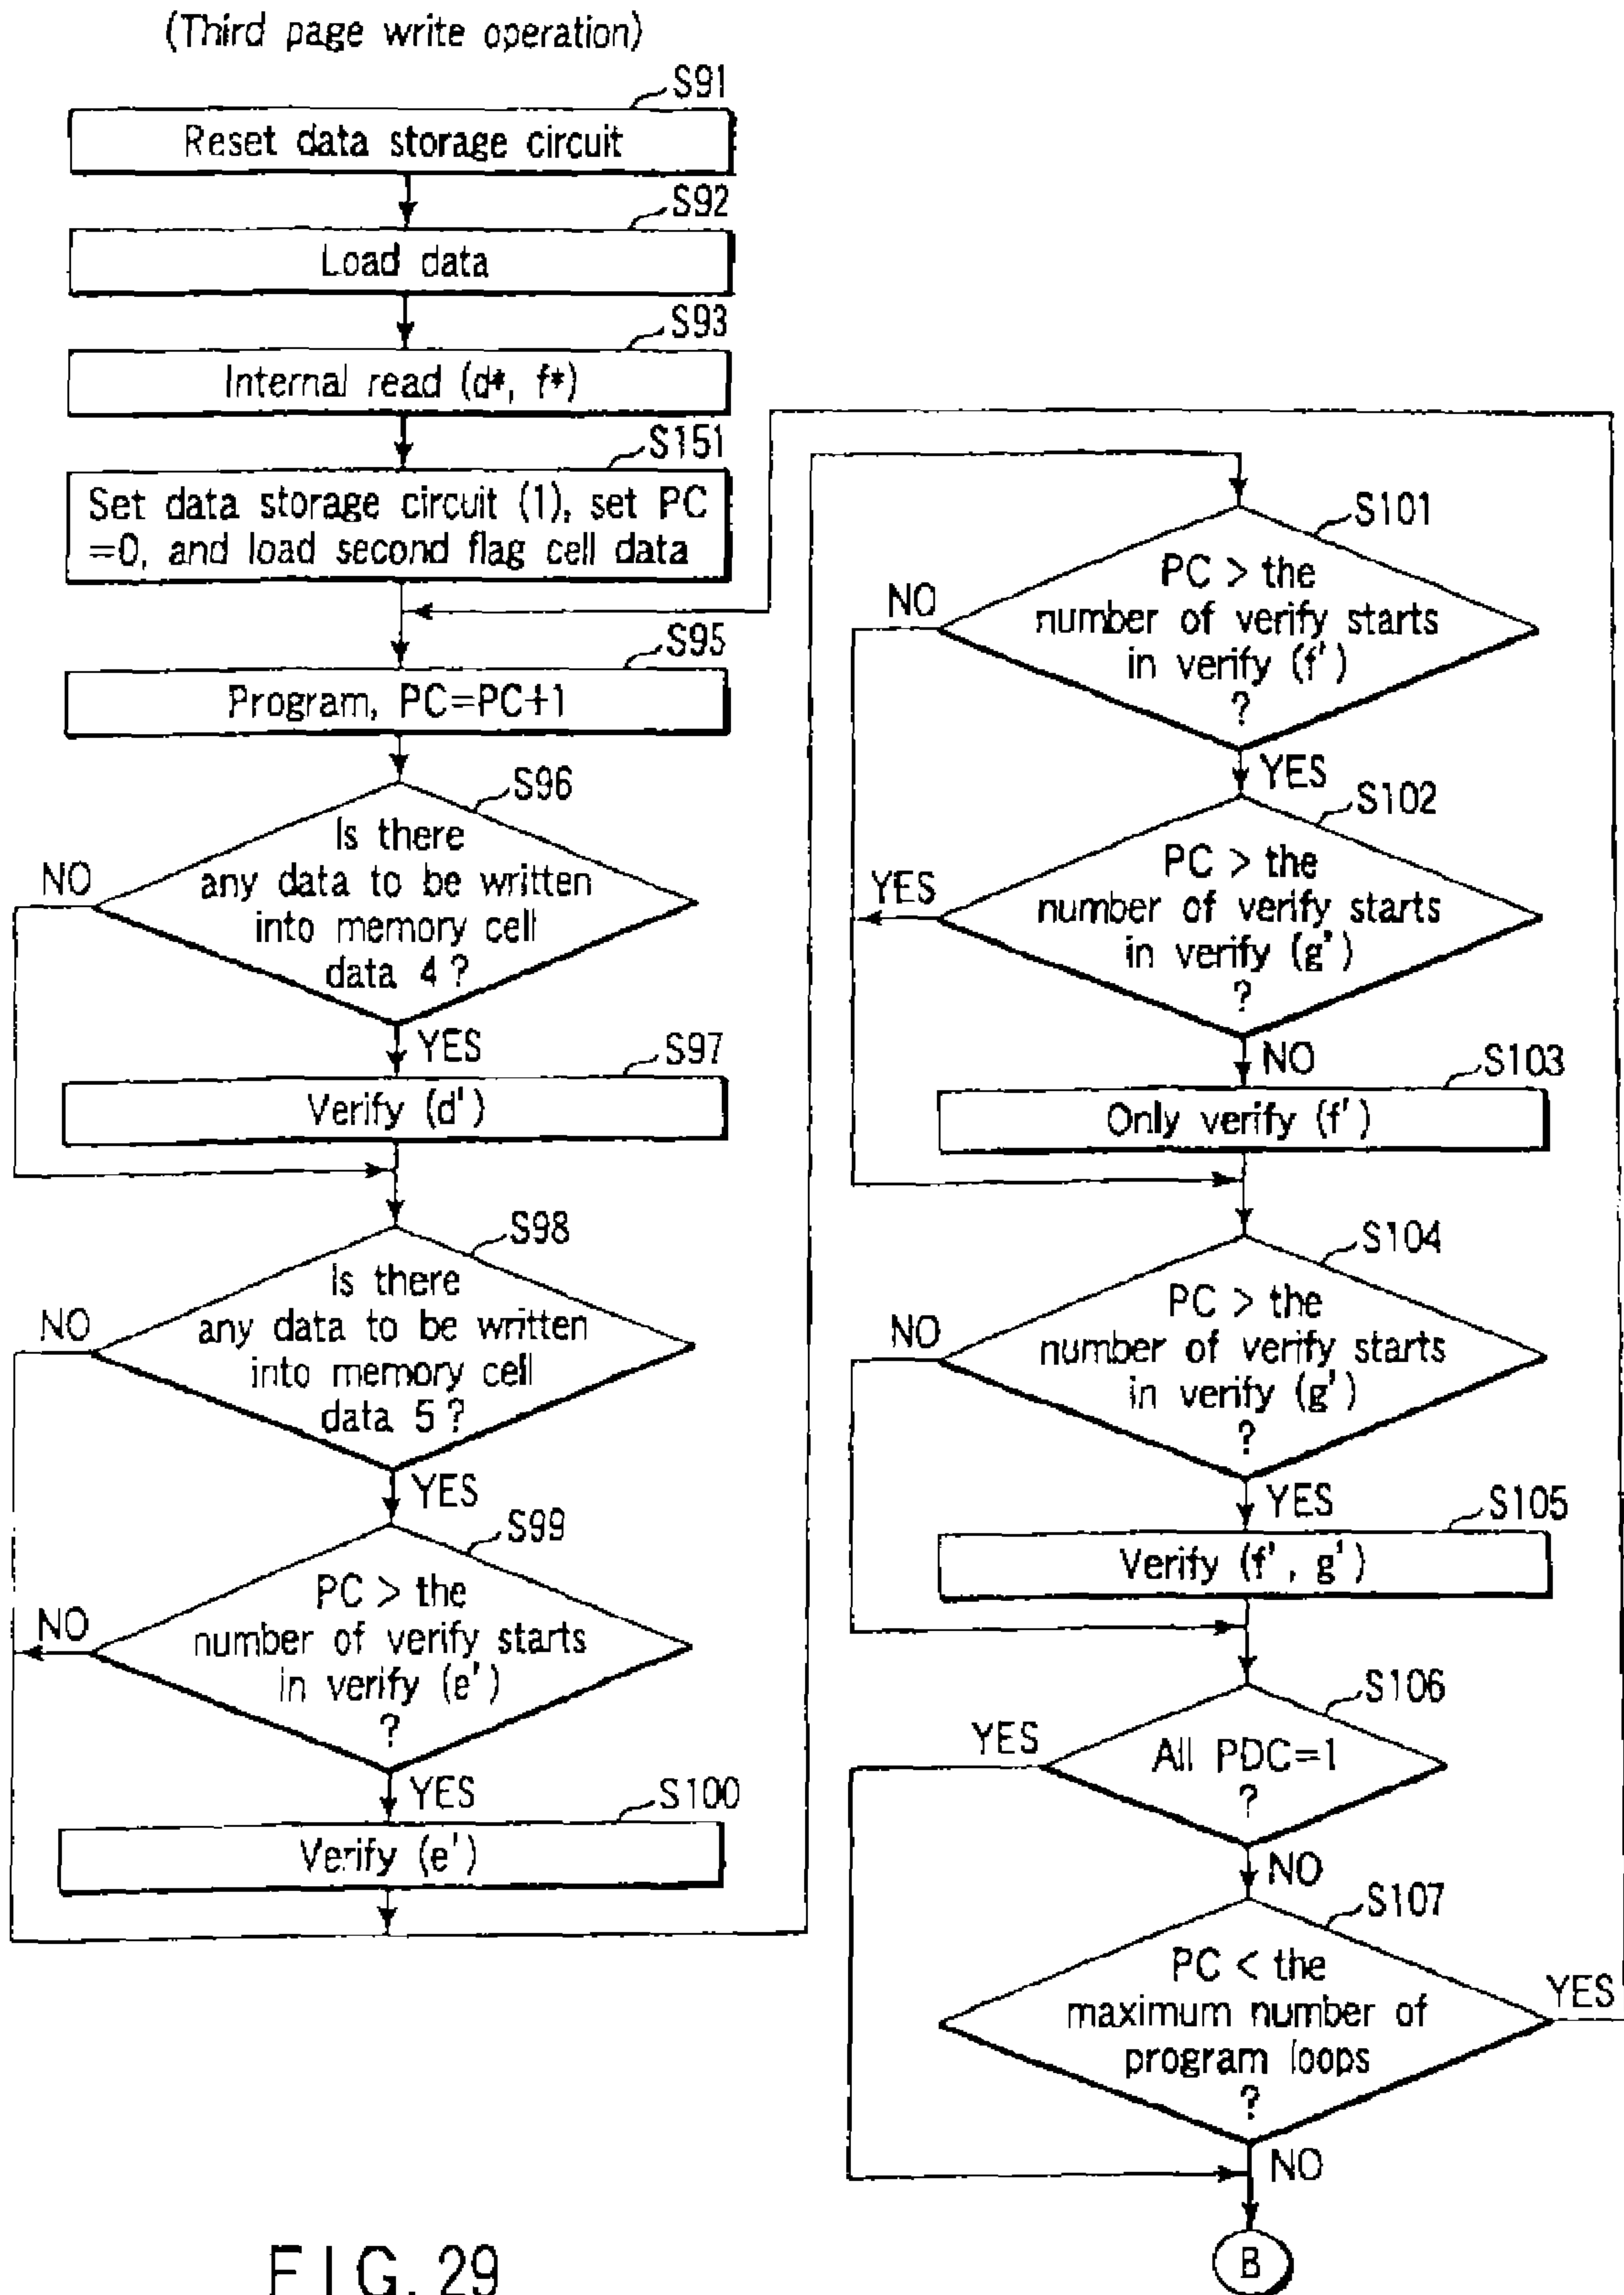 (Third page write operation)
S91
Reset data storage circuit
S92
Load data
S93
Internal read (d*, f*)
S151
Set data storage circuit (1), set PC
=0, and load second flag cell data
S95
Program, PC=PC+1
S96
Is there
any data to be written
into memory cell
data 4 ?
NO
YES
S97
Verify (d')
S98
Is there
any data to be written
into memory cell
data 5 ?
NO
YES
S99
PC > the
number of verify starts
in verify (e')
?
NO
YES
S100
Verify (e')
S101
PC > the
number of verify starts
in verify (f')
?
NO
YES
S102
PC > the
number of verify starts
in verify (g')
?
YES
NO
S103
Only verify (f')
S104
PC > the
number of verify starts
in verify (g')
?
NO
YES
S105
Verify (f', g')
S106
All PDC=1
?
YES
NO
S107
PC < the
maximum number of
program loops
?
YES
NO
B
FIG. 29